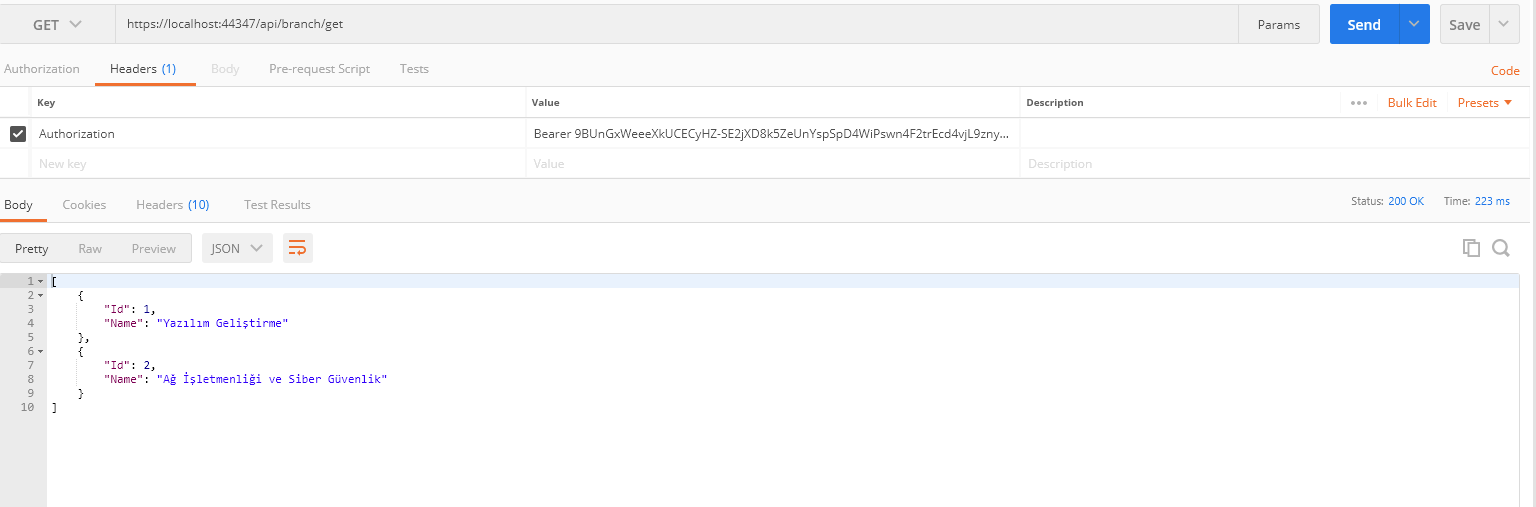 GET https://localhost:44347/api/branch/get Params Send Save
Authorization Headers (1) Body Pre-request Script Tests Code
Key Value Description ••• Bulk Edit Presets
Authorization Bearer 9BUnGxWeeeXkUCECyHZ-SE2jXD8k5ZeUnYspSpD4WiPswn4F2trEcd4vjL9zny...
New key Value Description
Body Cookies Headers (10) Test Results Status: 200 OK Time: 223 ms
Pretty Raw Preview JSON
1 [
2 {
3 "Id": 1,
4 "Name": "Yazılım Geliştirme"
5 },
6 {
7 "Id": 2,
8 "Name": "Ağ İşletmenliği ve Siber Güvenlik"
9 }
10 ]